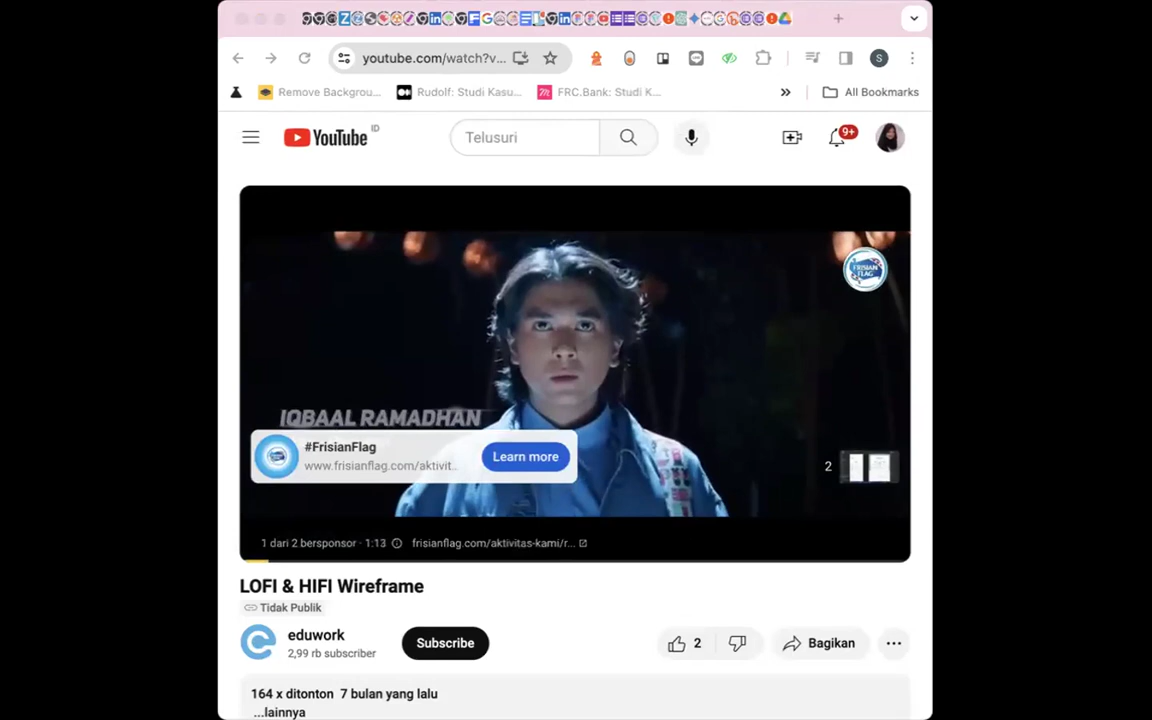 youtube.com/watch?v...
Remove Backgrou...
Rudolf: Studi Kasu...
FRC.Bank: Studi K...
»
All Bookmarks
S
YouTube ID
Telusuri
9+
FRISIAN FLAG
IQBAAL RAMADHAN
#FrisianFlag
www.frisianflag.com/aktivit...
Learn more
2
1 dari 2 bersponsor · 1:13
frisianflag.com/aktivitas-kami/r...
LOFI & HIFI Wireframe
Tidak Publik
eduwork
2,99 rb subscriber
Subscribe
2
Bagikan
164 x ditonton 7 bulan yang lalu
...lainnya